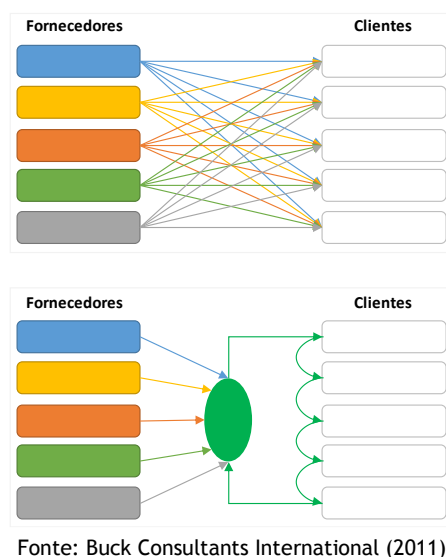 Fornecedores Clientes
Fornecedores Clientes
Fonte: Buck Consultants International (2011)